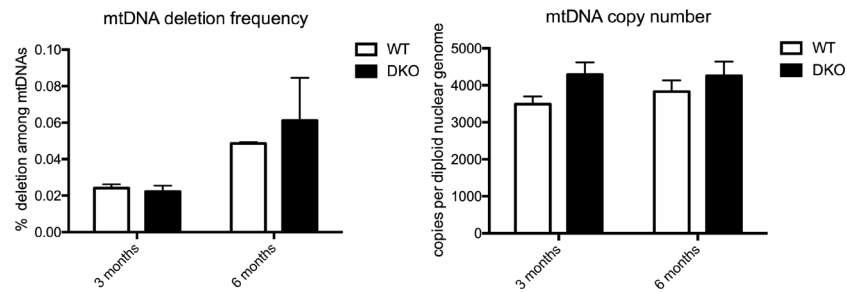 mtDNA deletion frequency
% deletion among mtDNAs
0.10
0.08
0.06
0.04
0.02
0.00
3 months
6 months
WT
DKO
mtDNA copy number
copies per diploid nuclear genome
5000
4000
3000
2000
1000
0
3 months
6 months
WT
DKO